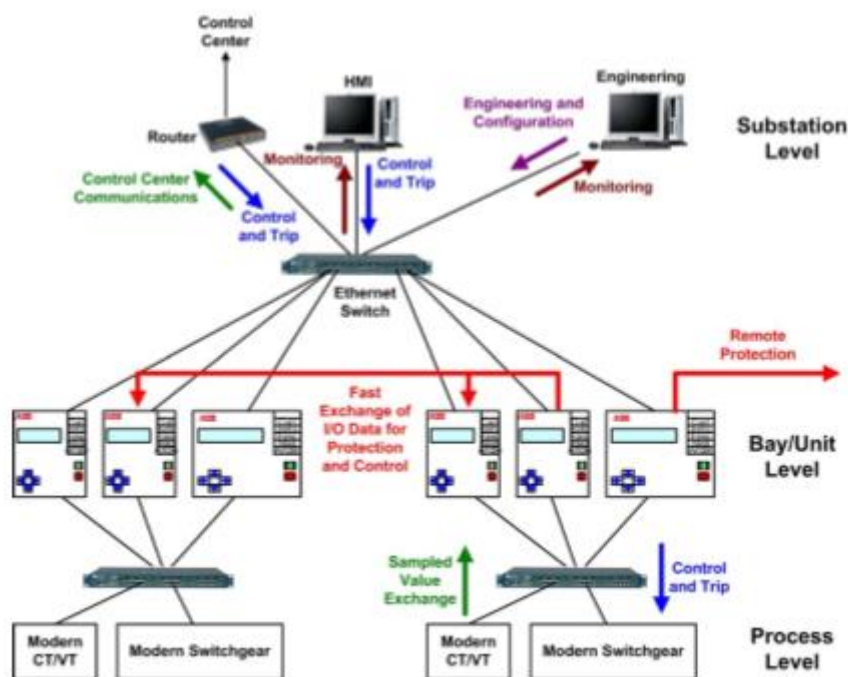 Control
Center
HMI
Engineering
Engineering and
Configuration
Substation
Level
Router
Monitoring
Control
and Trip
Monitoring
Control Center
Communications
Control
and Trip
Ethernet
Switch
Remote
Protection
Fast
Exchange of
I/O Data for
Protection
and Control
Bay/Unit
Level
Sampled
Value
Exchange
Control
and Trip
Modern
CT/VT
Modern Switchgear
Modern
CT/VT
Modern Switchgear
Process
Level